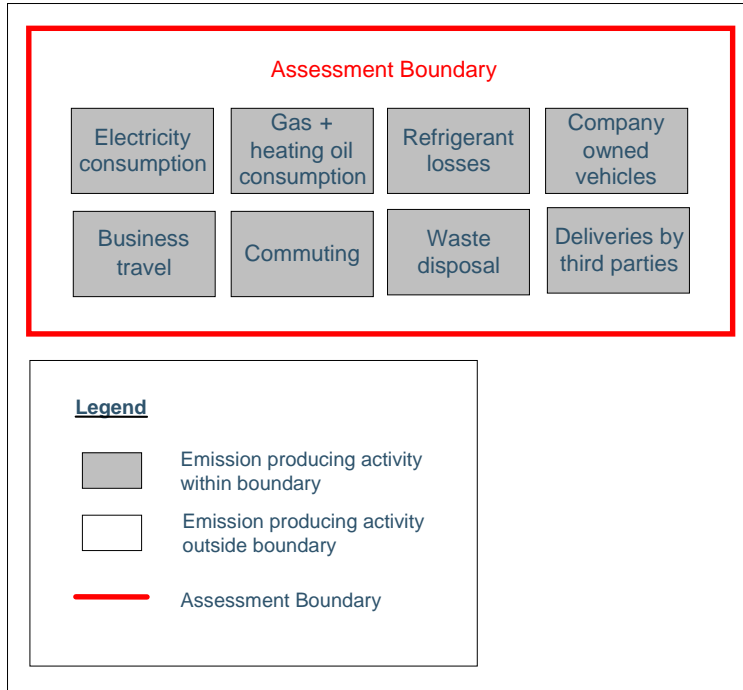 Assessment Boundary
Electricity
consumption
Gas +
heating oil
consumption
Refrigerant
losses
Company
owned
vehicles
Business
travel
Commuting
Waste
disposal
Deliveries by
third parties
Legend
Emission producing activity
within boundary
Emission producing activity
outside boundary
Assessment Boundary